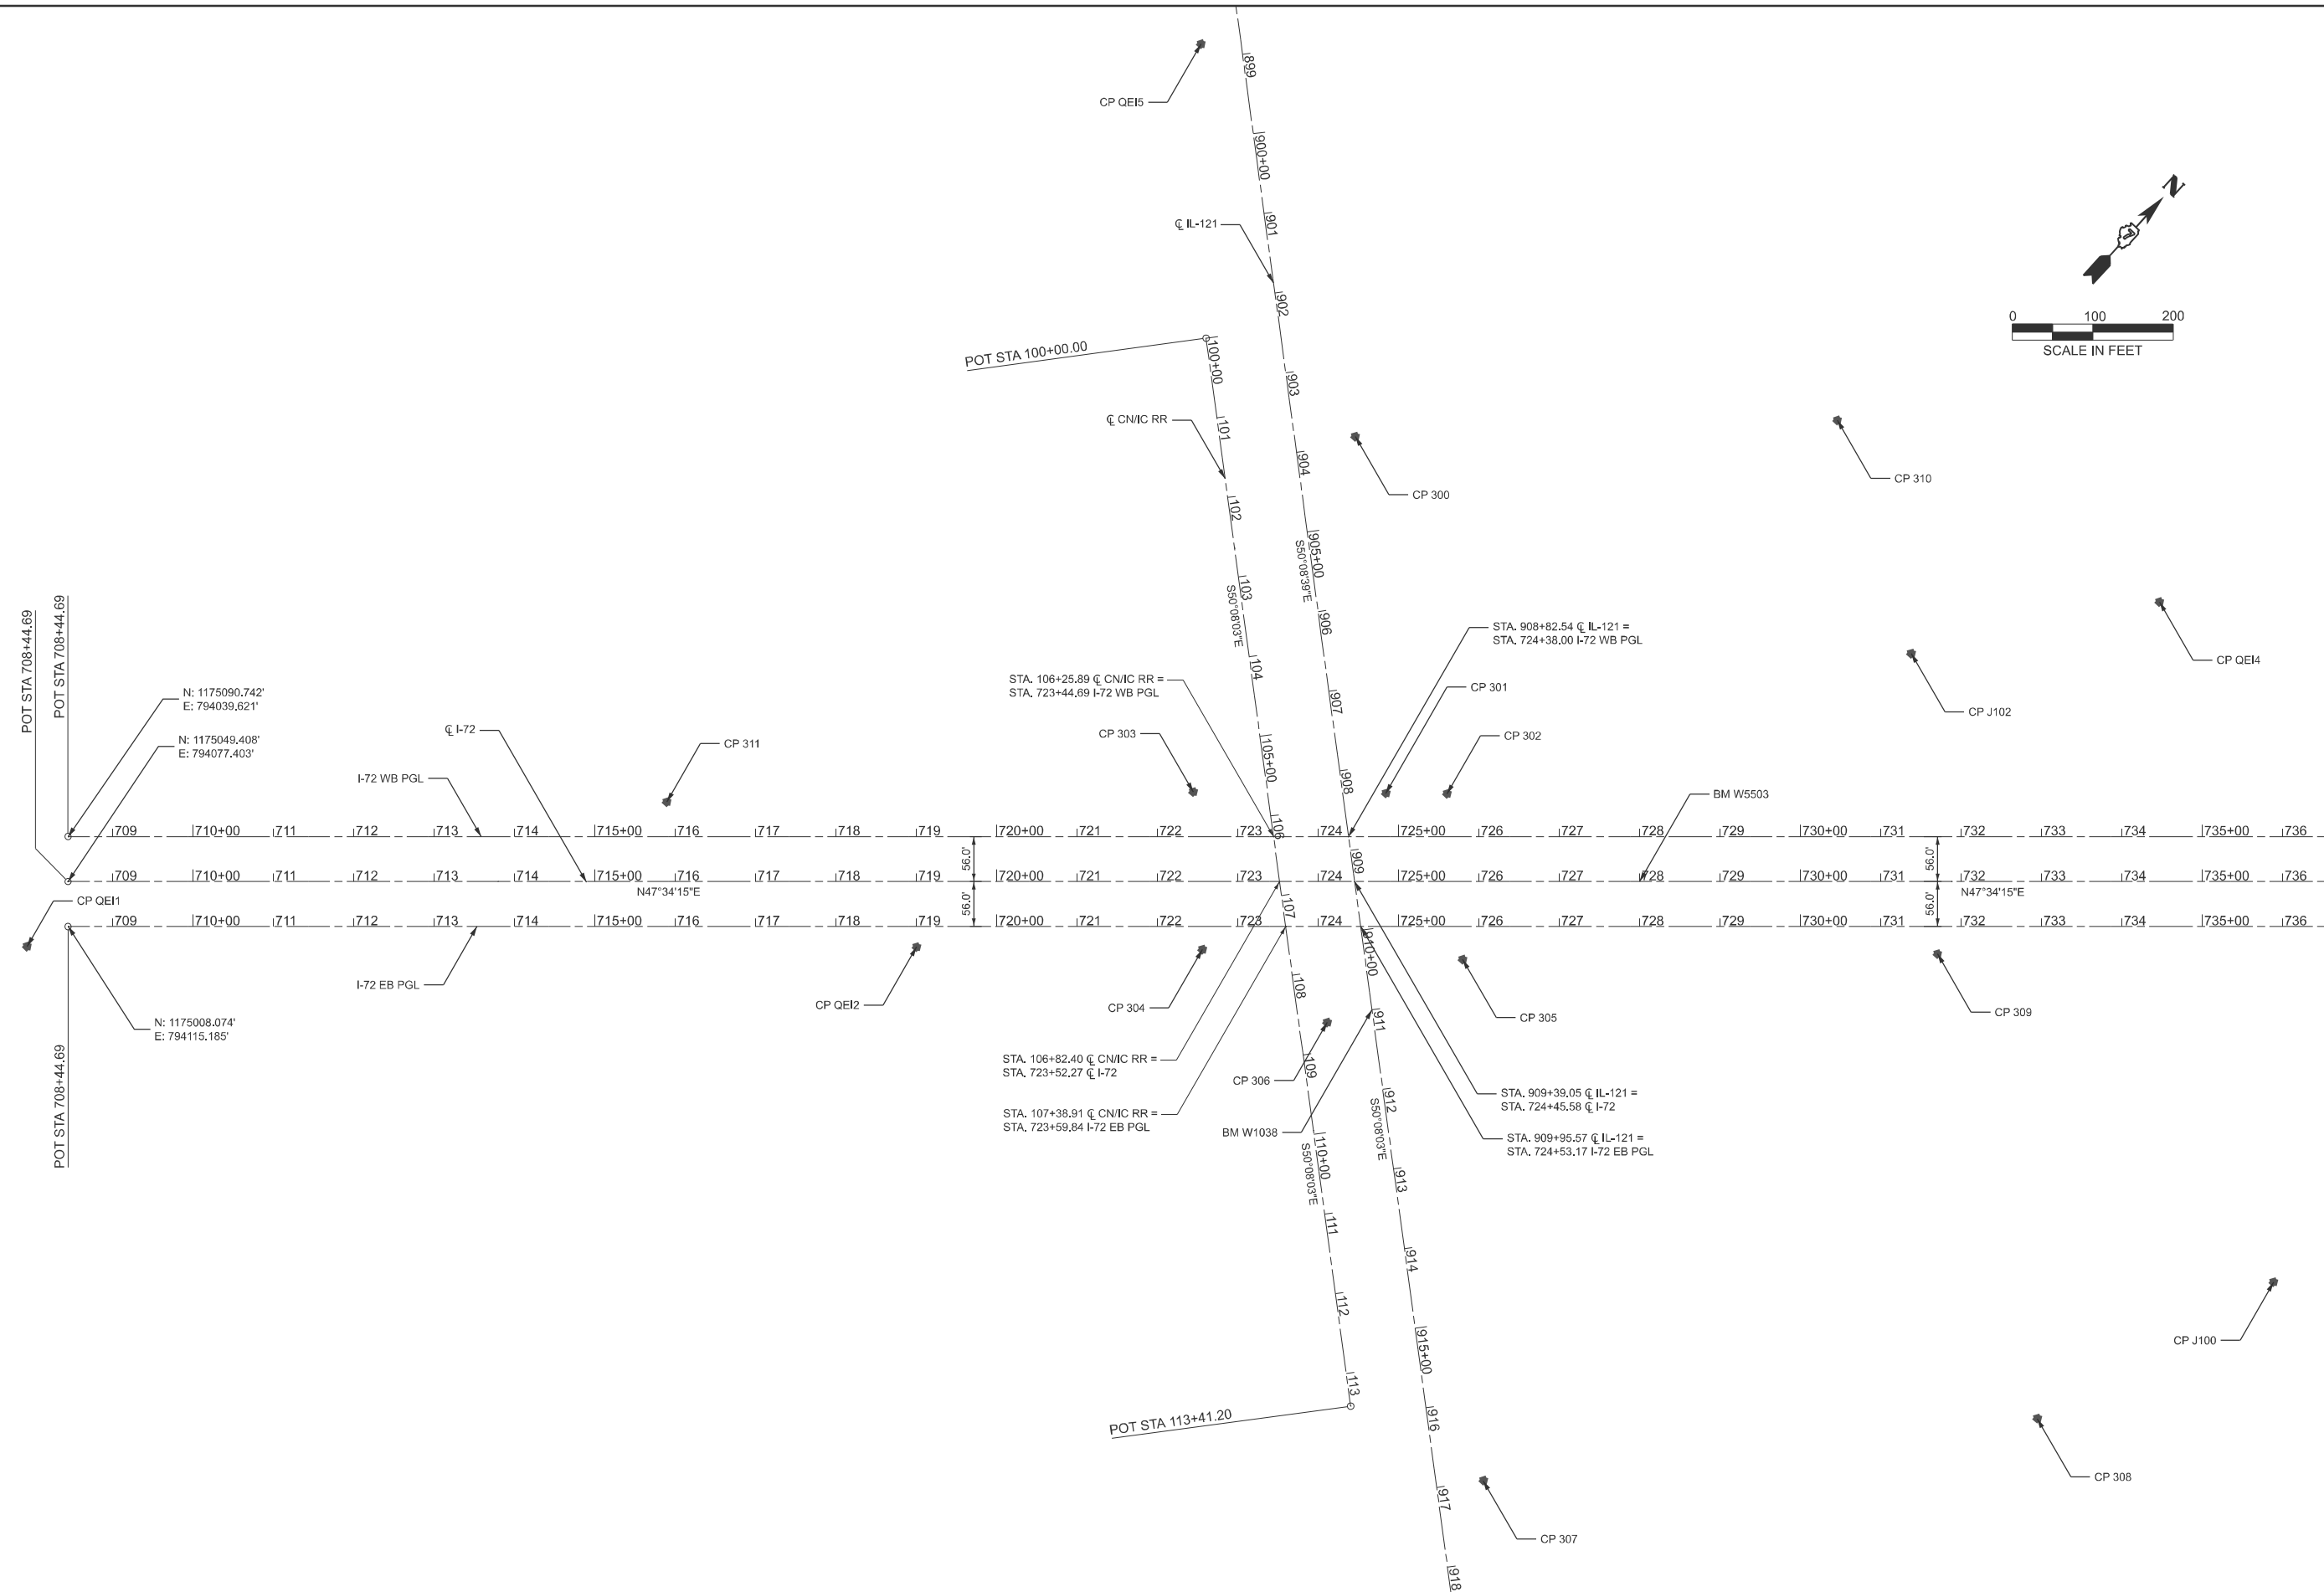 899
CP QEI5
900+00
N
901
℄ IL-121
902
0 100 200
SCALE IN FEET
POT STA 100+00.00
100+00
903
℄ CN/IC RR
101
904
CP 300
CP 310
102
905+00
S50°08'39"E
103
S50°08'03"E
906
POT STA 708+44.69
POT STA 708+44.69
STA. 908+82.54 ℄ IL-121 =
STA. 724+38.00 I-72 WB PGL
CP QEI4
104
STA. 106+25.89 ℄ CN/IC RR =
STA. 723+44.69 I-72 WB PGL
907
CP 301
N: 1175090.742'
E: 794039.621'
CP J102
N: 1175049.408'
E: 794077.403'
℄ I-72
CP 311
CP 303
105+00
CP 302
I-72 WB PGL
908
BM W5503
106
709 710+00 711 712 713 714 715+00 716 717 718 719 720+00 721 722 723 724 725+00 726 727 728 729 730+00 731 732 733 734 735+00 736
56.0'
909
56.0'
709 710+00 711 712 713 714 715+00 716 717 718 719 720+00 721 722 723 724 725+00 726 727 728 729 730+00 731 732 733 734 735+00 736
N47°34'15"E
N47°34'15"E
CP QEI1
56.0'
107
56.0'
709 710+00 711 712 713 714 715+00 716 717 718 719 720+00 721 722 723 724 725+00 726 727 728 729 730+00 731 732 733 734 735+00 736
910+00
I-72 EB PGL
108
CP QEI2
CP 304
911
CP 305
CP 309
N: 1175008.074'
E: 794115.185'
POT STA 708+44.69
STA. 106+82.40 ℄ CN/IC RR =
STA. 723+52.27 ℄ I-72
109
CP 306
912
STA. 909+39.05 ℄ IL-121 =
STA. 724+45.58 ℄ I-72
STA. 107+38.91 ℄ CN/IC RR =
STA. 723+59.84 I-72 EB PGL
BM W1038
S50°08'03"E
STA. 909+95.57 ℄ IL-121 =
STA. 724+53.17 I-72 EB PGL
110+00
S50°08'03"E
913
111
914
112
CP J100
915+00
113
POT STA 113+41.20
916
CP 308
917
CP 307
918